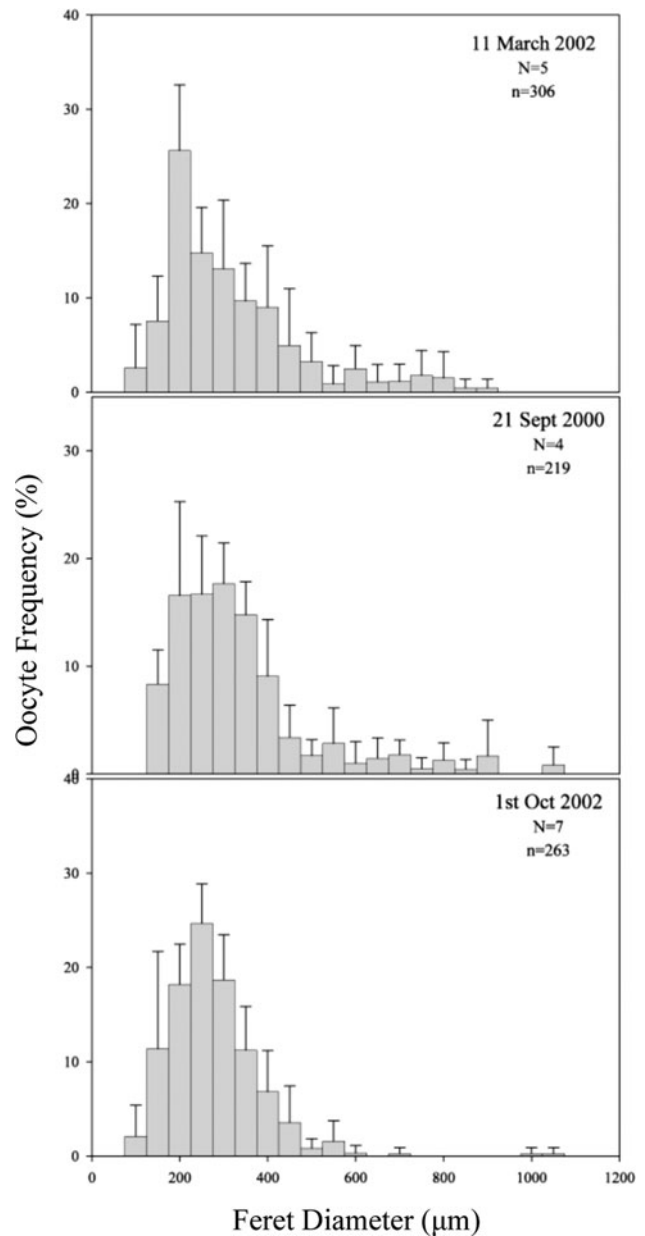 40
11 March 2002
N=5
n=306
30
20
10
0
21 Sept 2000
N=4
n=219
30
20
10
0
40
1st Oct 2002
N=7
n=263
30
20
10
0
0 200 400 600 800 1000 1200
Oocyte Frequency (%)
Feret Diameter (µm)